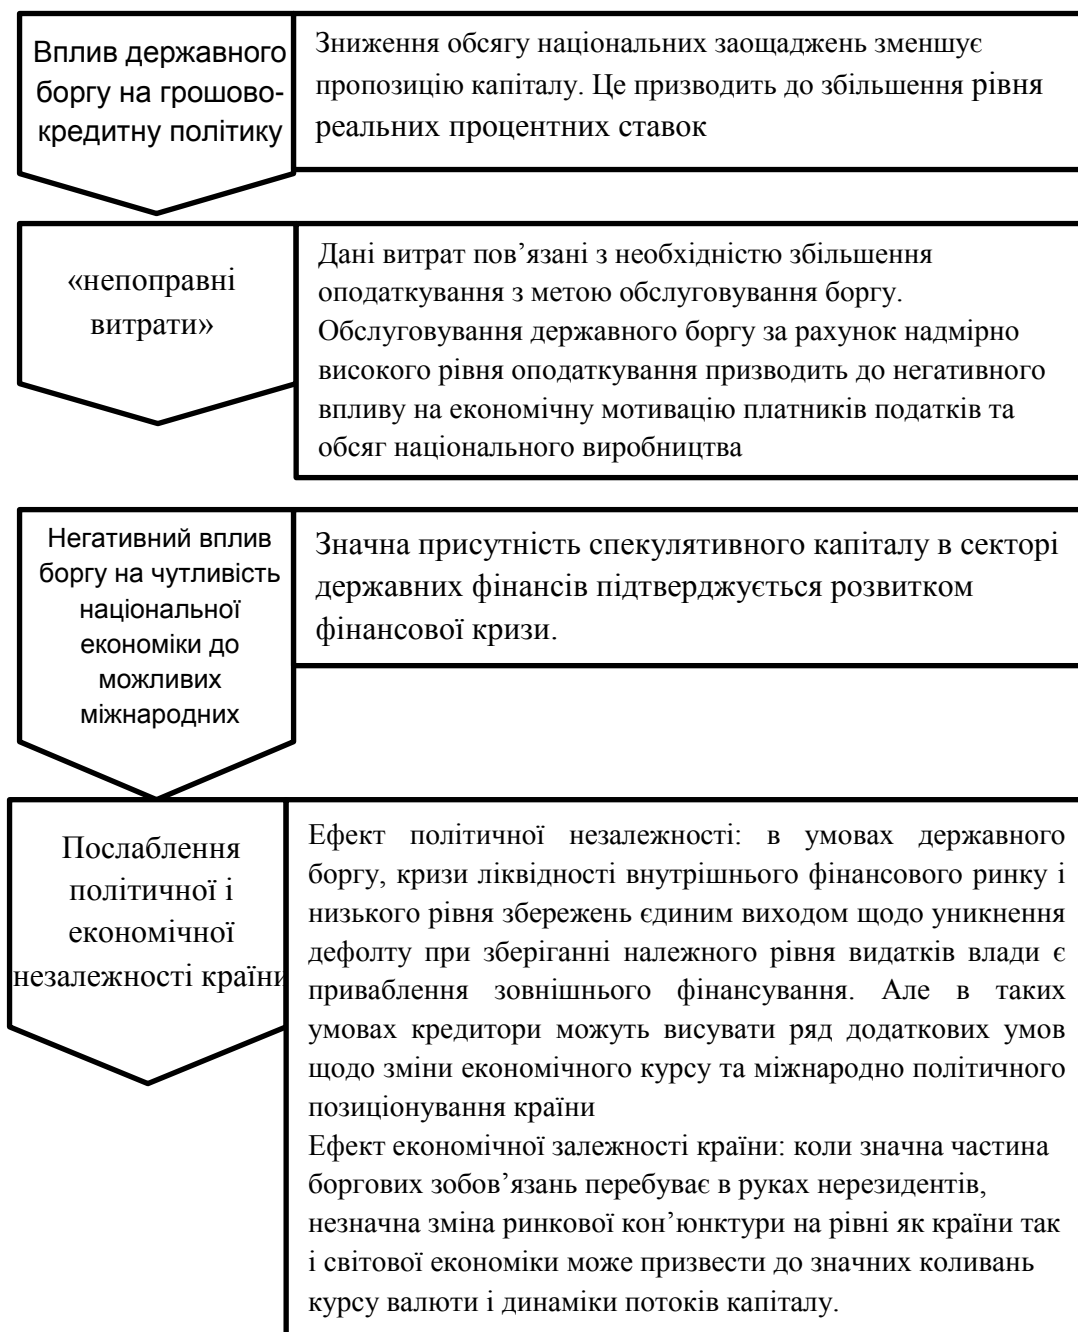 Вплив державного
боргу на грошово-
кредитну політику
Зниження обсягу національних заощаджень зменшує
пропозицію капіталу. Це призводить до збільшення рівня
реальних процентних ставок
«непоправні
витрати»
Дані витрат пов’язані з необхідністю збільшення
оподаткування з метою обслуговування боргу.
Обслуговування державного боргу за рахунок надмірно
високого рівня оподаткування призводить до негативного
впливу на економічну мотивацію платників податків та
обсяг національного виробництва
Негативний вплив
боргу на чутливість
національної
економіки до
можливих
міжнародних
Значна присутність спекулятивного капіталу в секторі
державних фінансів підтверджується розвитком
фінансової кризи.
Послаблення
політичної і
економічної
незалежності країни
Ефект політичної незалежності: в умовах державного
боргу, кризи ліквідності внутрішнього фінансового ринку і
низького рівня збережень єдиним виходом щодо уникнення
дефолту при зберіганні належного рівня видатків влади є
приваблення зовнішнього фінансування. Але в таких
умовах кредитори можуть висувати ряд додаткових умов
щодо зміни економічного курсу та міжнародно політичного
позиціонування країни
Ефект економічної залежності країни: коли значна частина
боргових зобов’язань перебуває в руках нерезидентів,
незначна зміна ринкової кон’юнктури на рівні як країни так
і світової економіки може призвести до значних коливань
курсу валюти і динаміки потоків капіталу.